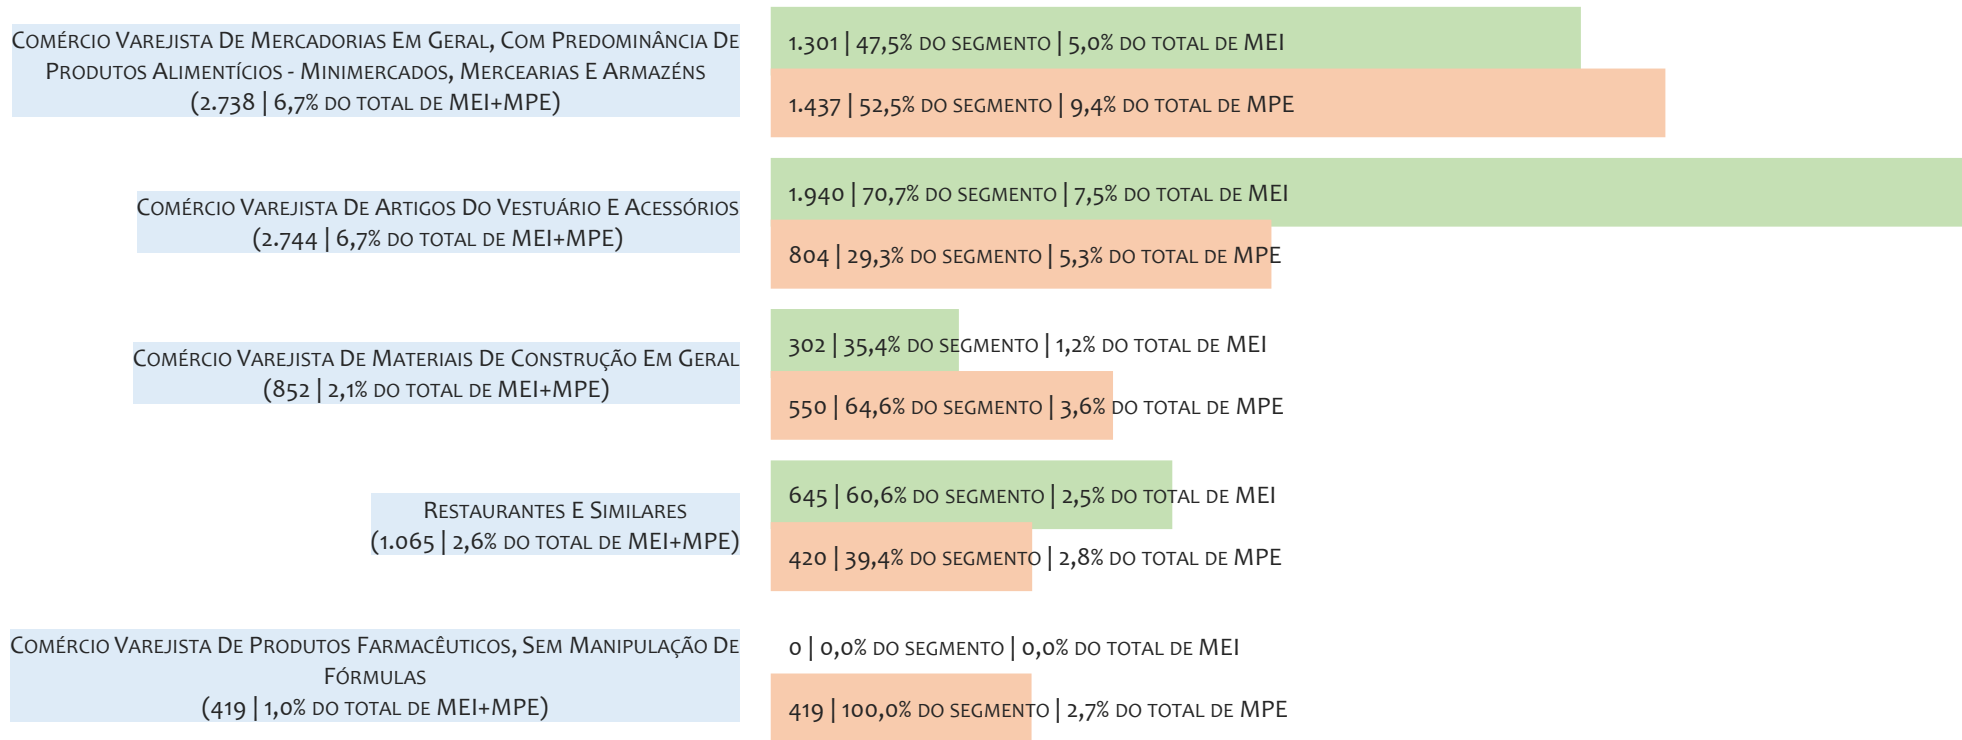 Comércio Varejista De Mercadorias Em Geral, Com Predominância De
Produtos Alimentícios - Minimercados, Mercearias E Armazéns
(2.738 | 6,7% do total de MEI+MPE)
1.301 | 47,5% do segmento | 5,0% do total de MEI
1.437 | 52,5% do segmento | 9,4% do total de MPE
Comércio Varejista De Artigos Do Vestuário E Acessórios
(2.744 | 6,7% do total de MEI+MPE)
1.940 | 70,7% do segmento | 7,5% do total de MEI
804 | 29,3% do segmento | 5,3% do total de MPE
Comércio Varejista De Materiais De Construção Em Geral
(852 | 2,1% do total de MEI+MPE)
302 | 35,4% do segmento | 1,2% do total de MEI
550 | 64,6% do segmento | 3,6% do total de MPE
Restaurantes E Similares
(1.065 | 2,6% do total de MEI+MPE)
645 | 60,6% do segmento | 2,5% do total de MEI
420 | 39,4% do segmento | 2,8% do total de MPE
Comércio Varejista De Produtos Farmacêuticos, Sem Manipulação De
Fórmulas
(419 | 1,0% do total de MEI+MPE)
0 | 0,0% do segmento | 0,0% do total de MEI
419 | 100,0% do segmento | 2,7% do total de MPE